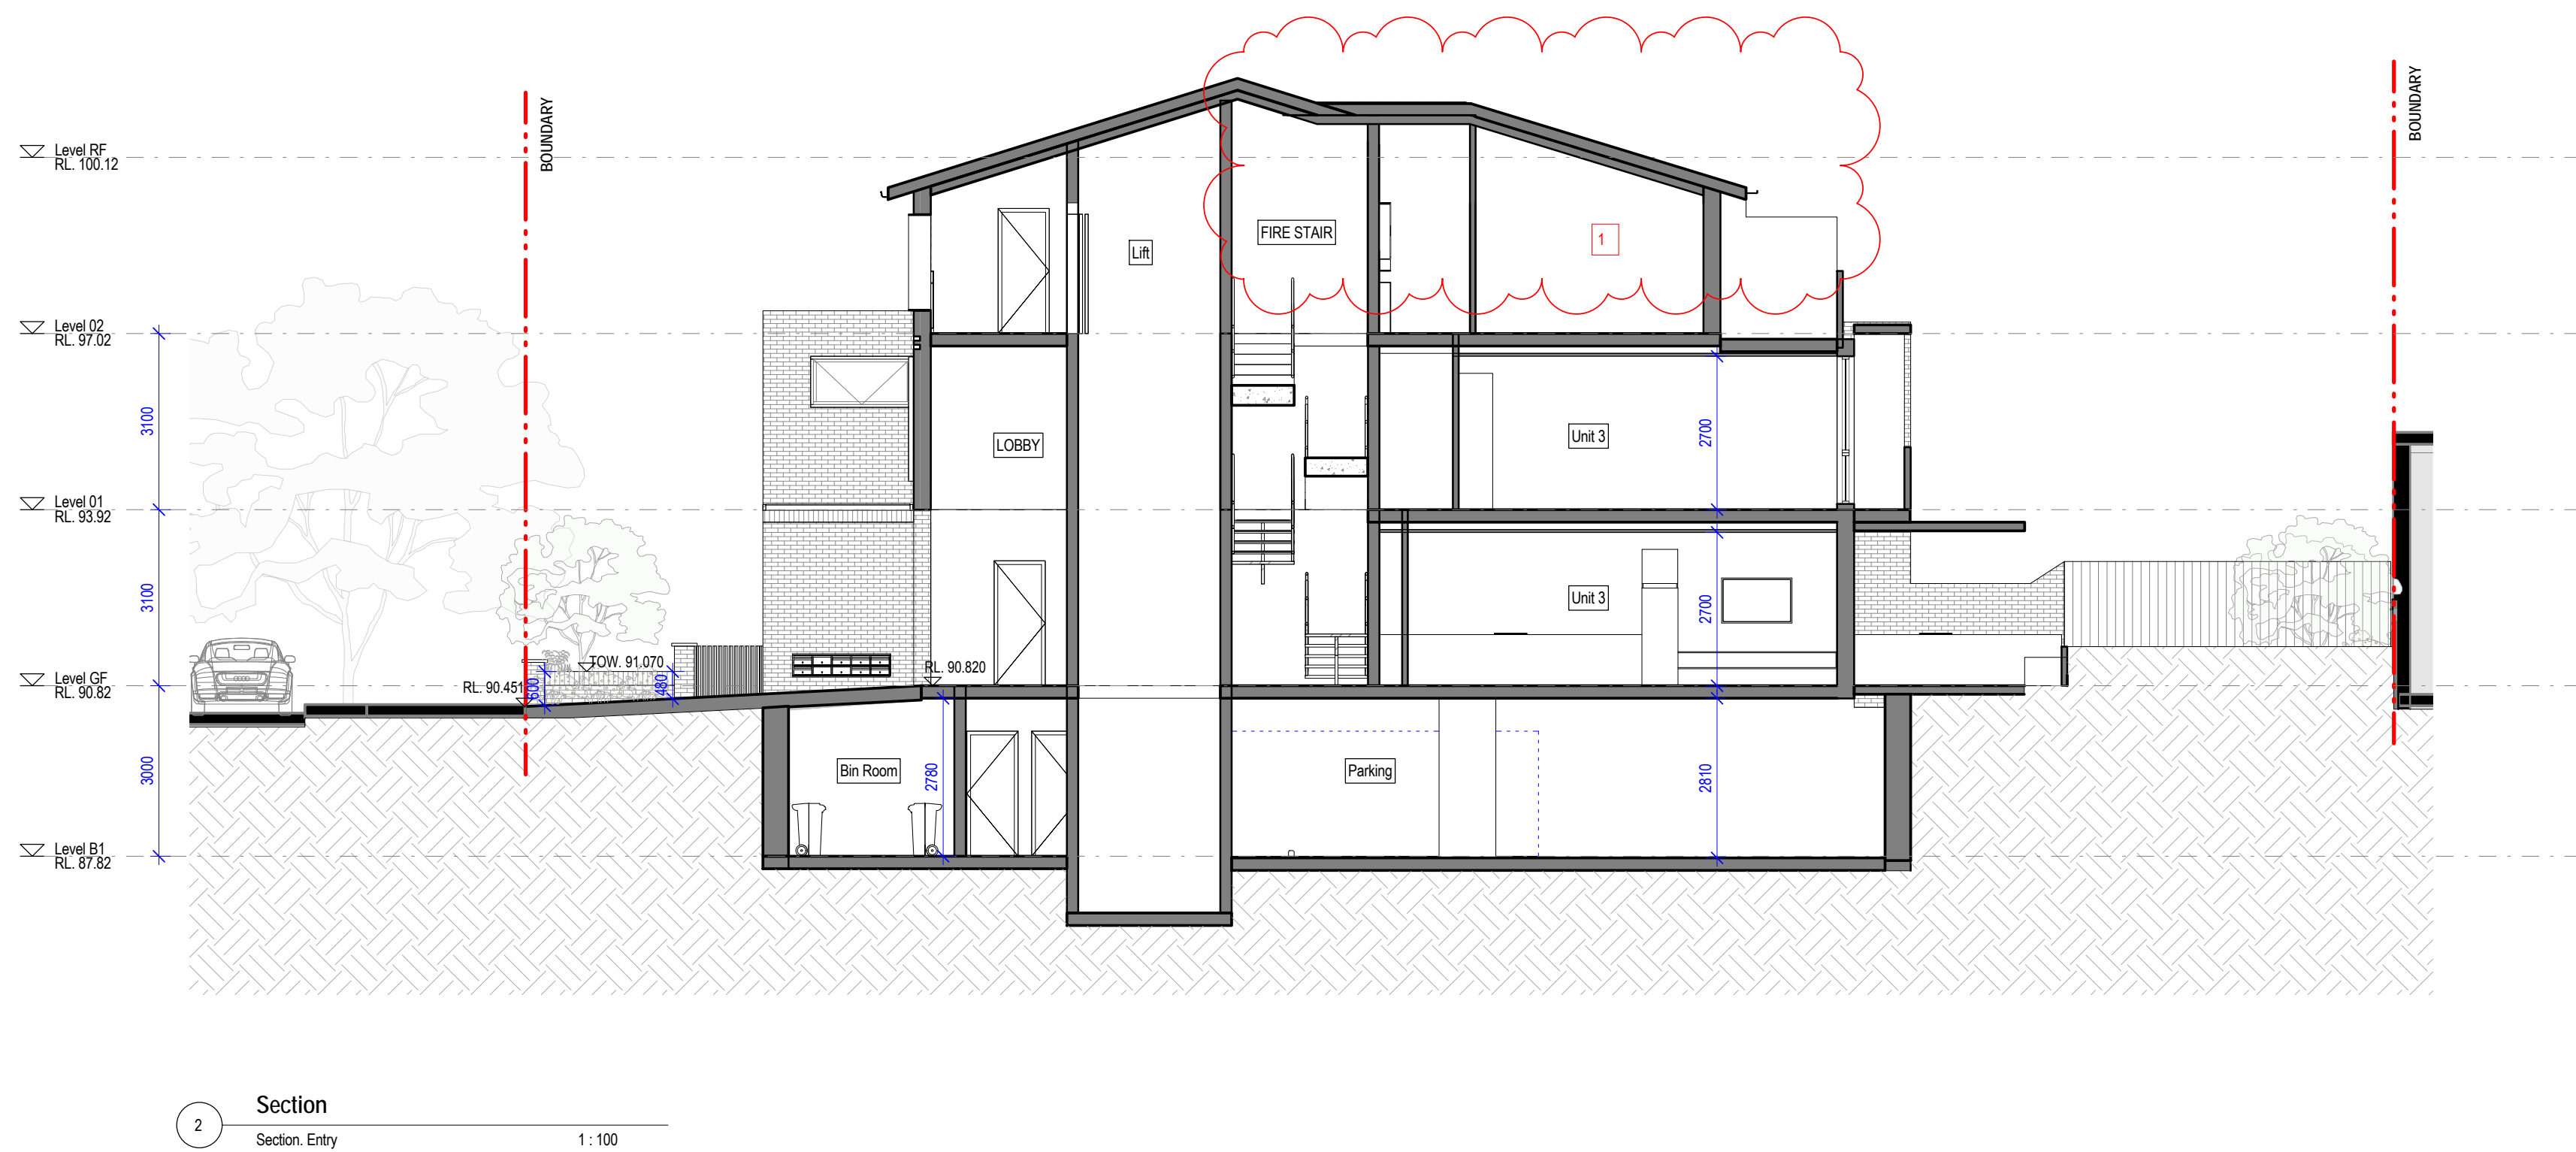 BOUNDARY
BOUNDARY
Level RF
RL. 100.12
FIRE STAIR
1
Lift
Level 02
RL. 97.02
3100
LOBBY
Unit 3
2700
Level 01
RL. 93.92
3100
Unit 3
2700
TOW. 91.070
RL. 90.820
Level GF
RL. 90.82
RL. 90.451
600
480
3000
Bin Room
2780
Parking
2810
Level B1
RL. 87.82
2
Section
Section. Entry
1 : 100